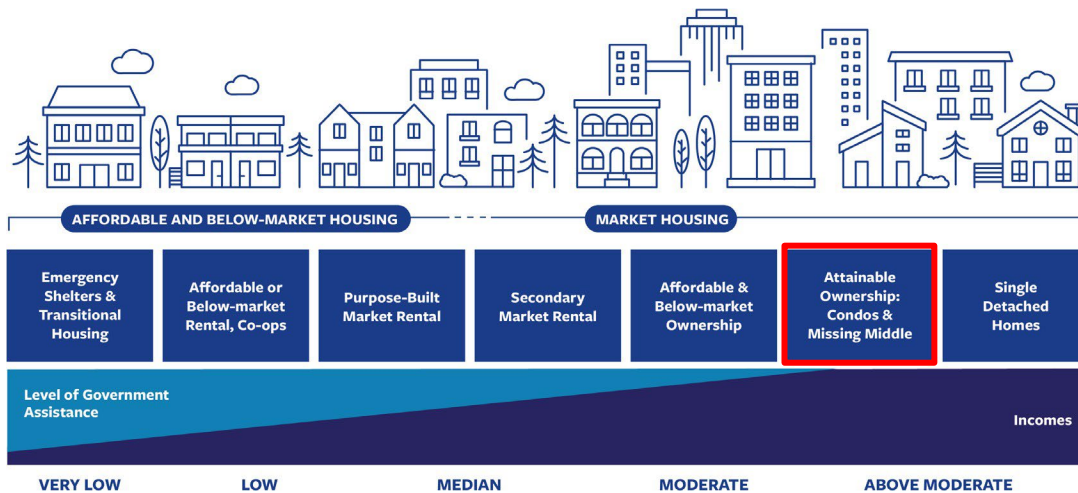 AFFORDABLE AND BELOW-MARKET HOUSING
MARKET HOUSING
Emergency
Shelters &
Transitional
Housing
Affordable or
Below-market
Rental, Co-ops
Purpose-Built
Market Rental
Secondary
Market Rental
Affordable &
Below-market
Ownership
Attainable
Ownership:
Condos &
Missing Middle
Single
Detached
Homes
Level of Government
Assistance
Incomes
VERY LOW
LOW
MEDIAN
MODERATE
ABOVE MODERATE